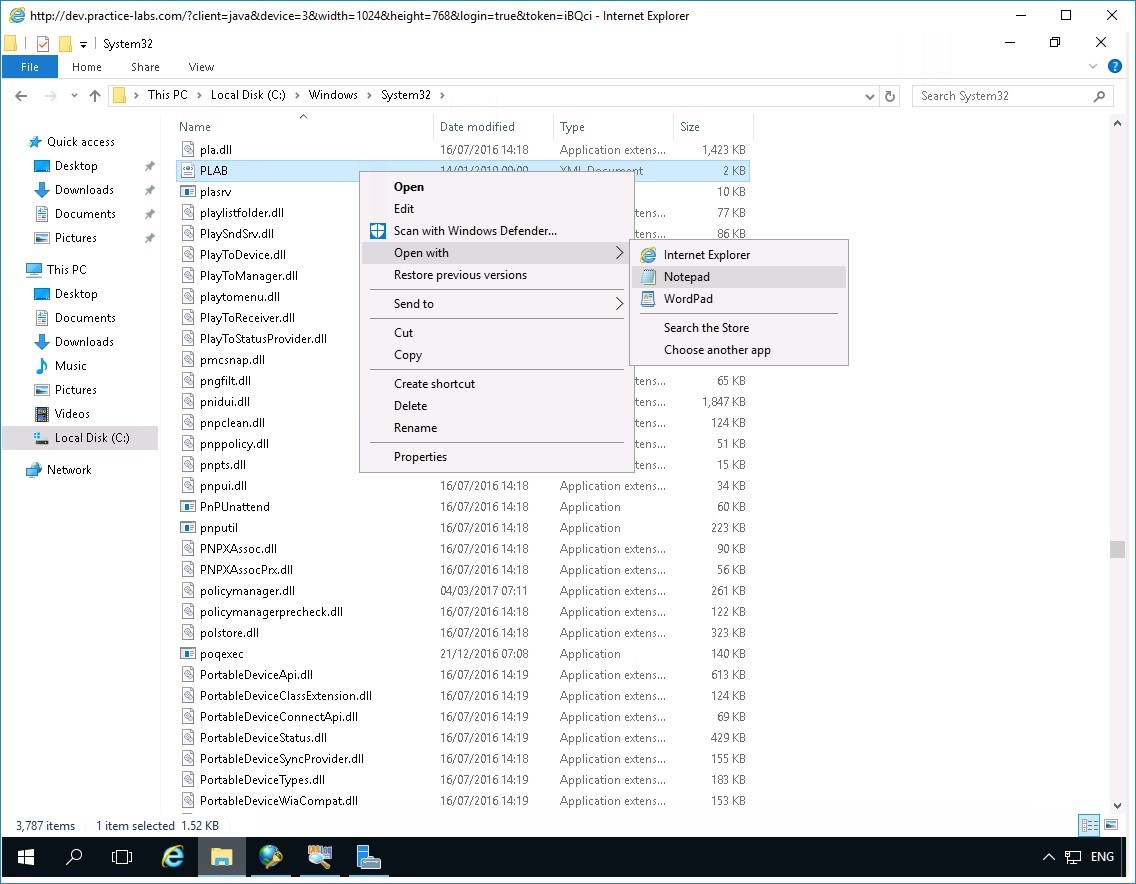 http://dev.practice-labs.com/?client=java&device=3&width=1024&height=768&login=true&token=iBQci - Internet Explorer
System32
File Home Share View
This PC Local Disk (C:) Windows System32
Search System32
Name Date modified Type Size
Quick access
Desktop
Downloads
Documents
Pictures
This PC
Desktop
Documents
Downloads
Music
Pictures
Videos
Local Disk (C:)
Network
pla.dll 16/07/2016 14:18 Application extens... 1,423 KB
PLAB XML Document 2 KB
plasrv 10 KB
playlistfolder.dll tens... 77 KB
PlaySndSrv.dll tens... 86 KB
PlayToDevice.dll
PlayToManager.dll
playtomenu.dll
PlayToReceiver.dll
PlayToStatusProvider.dll
pmcsnap.dll
pngfilt.dll tens... 65 KB
pnidui.dll tens... 1,847 KB
pnpclean.dll tens... 124 KB
pnppolicy.dll tens... 51 KB
pnpts.dll tens... 15 KB
pnpui.dll 16/07/2016 14:18 Application extens... 34 KB
PnPUnattend 16/07/2016 14:18 Application 60 KB
pnputil 16/07/2016 14:18 Application 223 KB
PNPXAssoc.dll 16/07/2016 14:18 Application extens... 90 KB
PNPXAssocPrx.dll 16/07/2016 14:18 Application extens... 56 KB
policymanager.dll 04/03/2017 07:11 Application extens... 261 KB
policymanagerprecheck.dll 16/07/2016 14:18 Application extens... 122 KB
polstore.dll 16/07/2016 14:18 Application extens... 323 KB
poqexec 21/12/2016 07:08 Application 140 KB
PortableDeviceApi.dll 16/07/2016 14:19 Application extens... 613 KB
PortableDeviceClassExtension.dll 16/07/2016 14:19 Application extens... 124 KB
PortableDeviceConnectApi.dll 16/07/2016 14:19 Application extens... 69 KB
PortableDeviceStatus.dll 16/07/2016 14:19 Application extens... 429 KB
PortableDeviceSyncProvider.dll 16/07/2016 14:18 Application extens... 155 KB
PortableDeviceTypes.dll 16/07/2016 14:19 Application extens... 183 KB
PortableDeviceWiaCompat.dll 16/07/2016 14:19 Application extens... 153 KB
Open
Edit
Scan with Windows Defender...
Open with
Restore previous versions
Send to
Cut
Copy
Create shortcut
Delete
Rename
Properties
Internet Explorer
Notepad
WordPad
Search the Store
Choose another app
3,787 items 1 item selected 1.52 KB
ENG